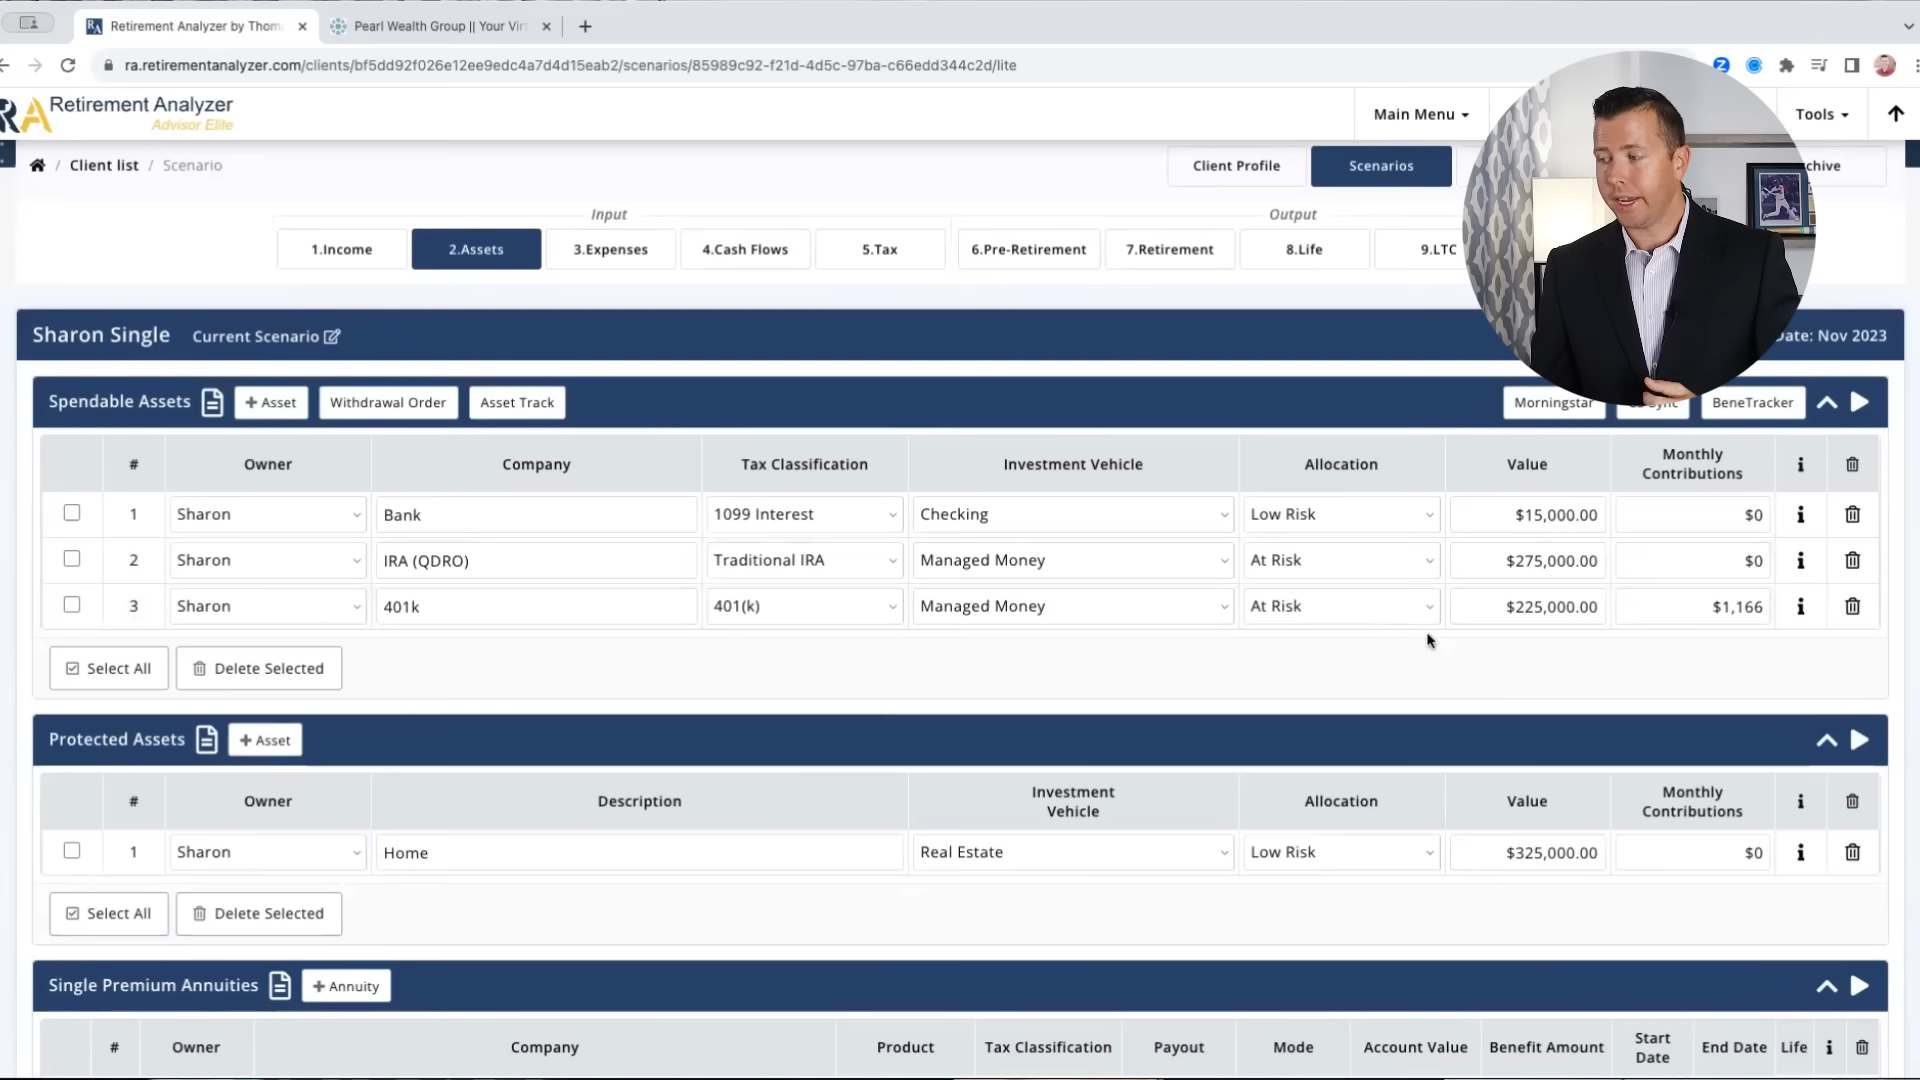 Retirement Analyzer by Thom
Pearl Wealth Group || Your Vir
ra.retirementanalyzer.com/clients/bf5dd92f026e12ee9edc4a7d4d15eab2/scenarios/85989c92-f21d-4d5c-97ba-c66edd344c2d/lite
RA Retirement Analyzer
Advisor Elite
Main Menu
Tools
/ Client list / Scenario
Client Profile
Scenarios
chive
Input
Output
1.Income
2.Assets
3.Expenses
4.Cash Flows
5.Tax
6.Pre-Retirement
7.Retirement
8.Life
9.LTC
Sharon Single
Current Scenario
Date: Nov 2023
Spendable Assets
+ Asset
Withdrawal Order
Asset Track
Morningstar
Sync
BeneTracker
# Owner Company Tax Classification Investment Vehicle Allocation Value Monthly Contributions
1 Sharon Bank 1099 Interest Checking Low Risk $15,000.00 $0
2 Sharon IRA (QDRO) Traditional IRA Managed Money At Risk $275,000.00 $0
3 Sharon 401k 401(k) Managed Money At Risk $225,000.00 $1,166
Select All
Delete Selected
Protected Assets
+ Asset
# Owner Description Investment Vehicle Allocation Value Monthly Contributions
1 Sharon Home Real Estate Low Risk $325,000.00 $0
Select All
Delete Selected
Single Premium Annuities
+ Annuity
# Owner Company Product Tax Classification Payout Mode Account Value Benefit Amount Start Date End Date Life